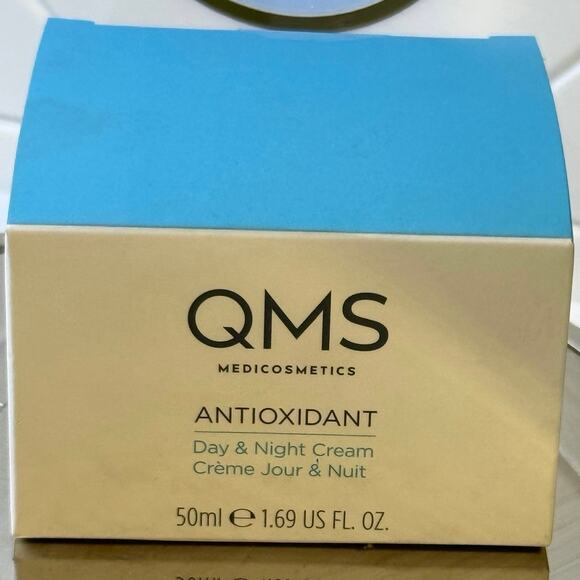 QMS
MEDICOSMETICS
ANTIOXIDANT
Day & Night Cream
Crème Jour & Nuit
50ml ℮ 1.69 US FL. OZ.